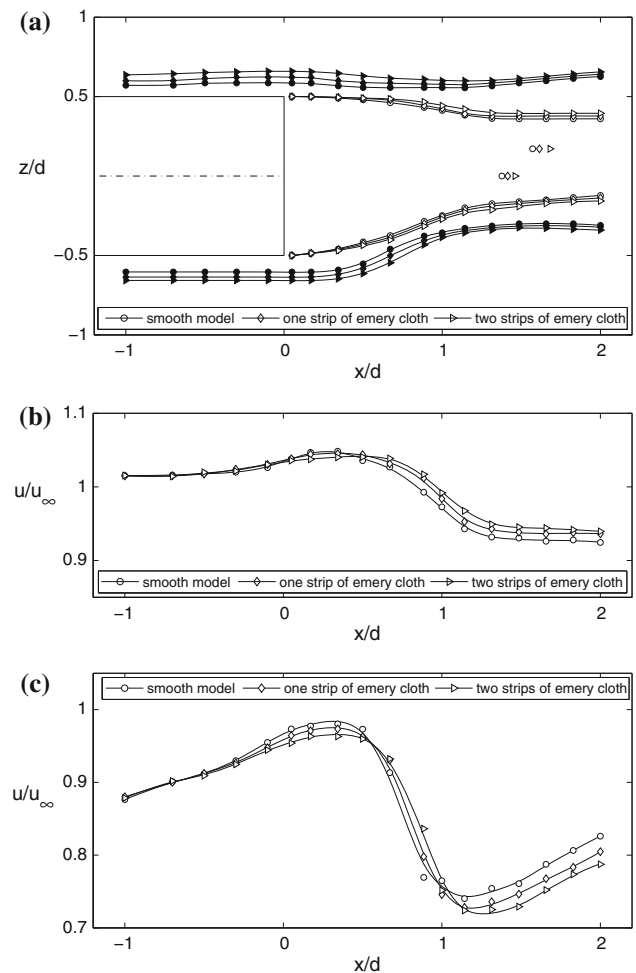 (a)
1
0.5
z/d
0
−0.5
−1
smooth model
one strip of emery cloth
two strips of emery cloth
−1
0
1
2
x/d
(b)
1.1
1
u/u∞
0.9
smooth model
one strip of emery cloth
two strips of emery cloth
−1
0
1
2
x/d
(c)
smooth model
one strip of emery cloth
two strips of emery cloth
1
0.9
u/u∞
0.8
0.7
−1
0
1
2
x/d